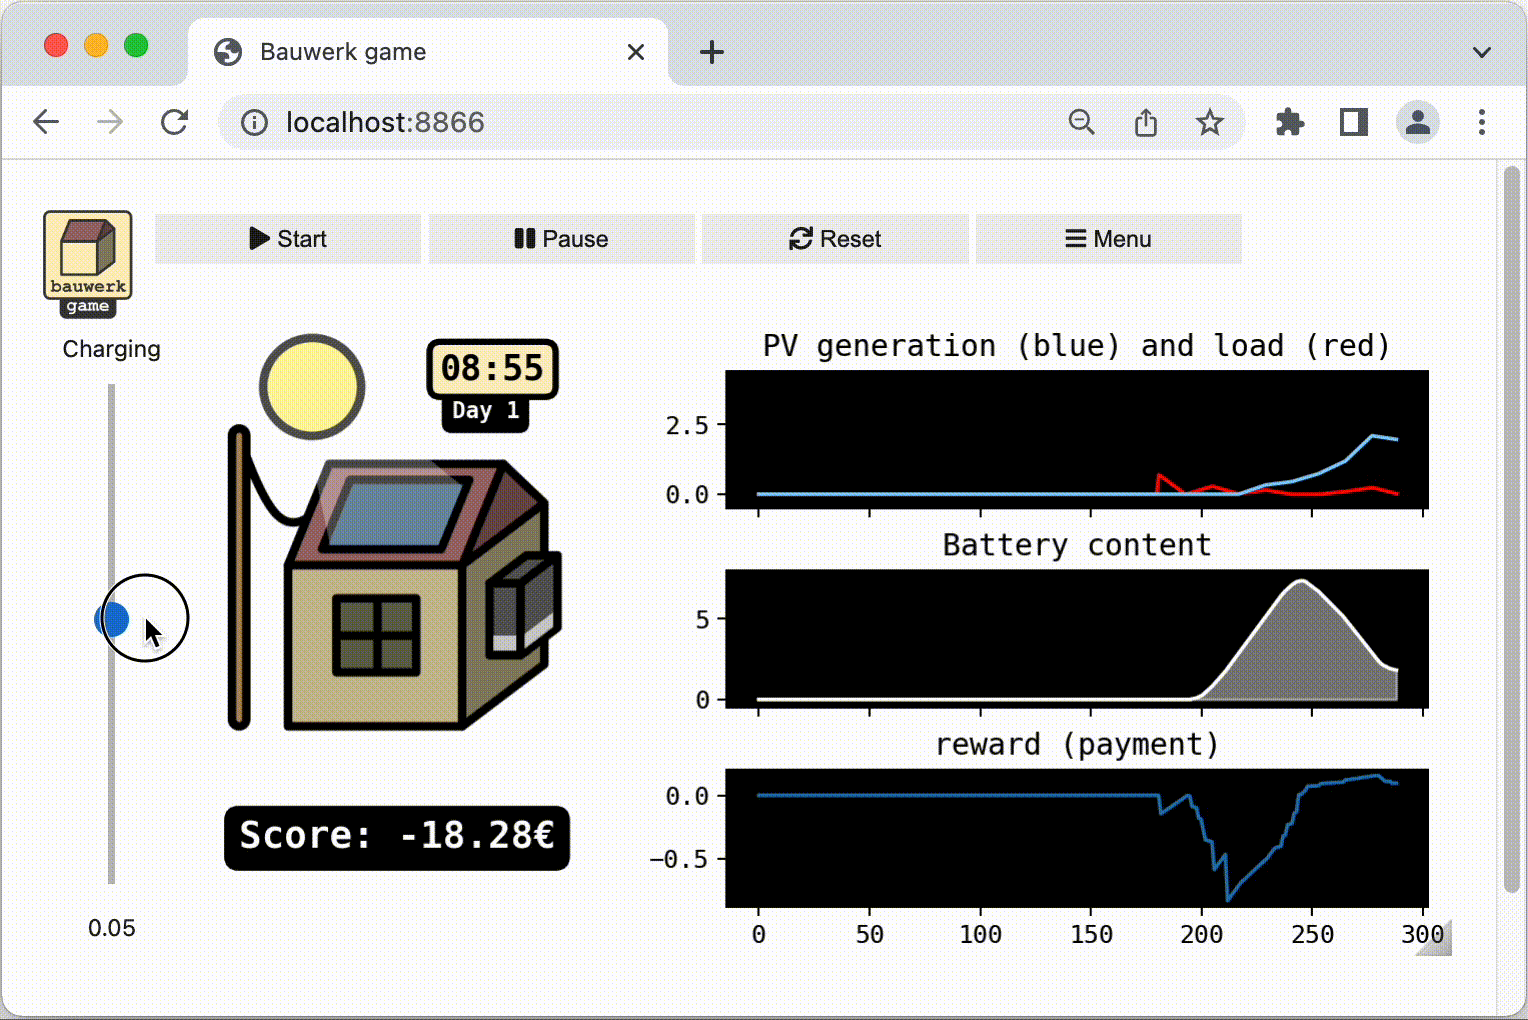 Bauwerk game
localhost:8866
bauwerk
game
Start
Pause
Reset
Menu
Charging
08:55
Day 1
Score: -18.28€
0.05
PV generation (blue) and load (red)
2.5
0.0
Battery content
5
0
reward (payment)
0.0
−0.5
0 50 100 150 200 250 300